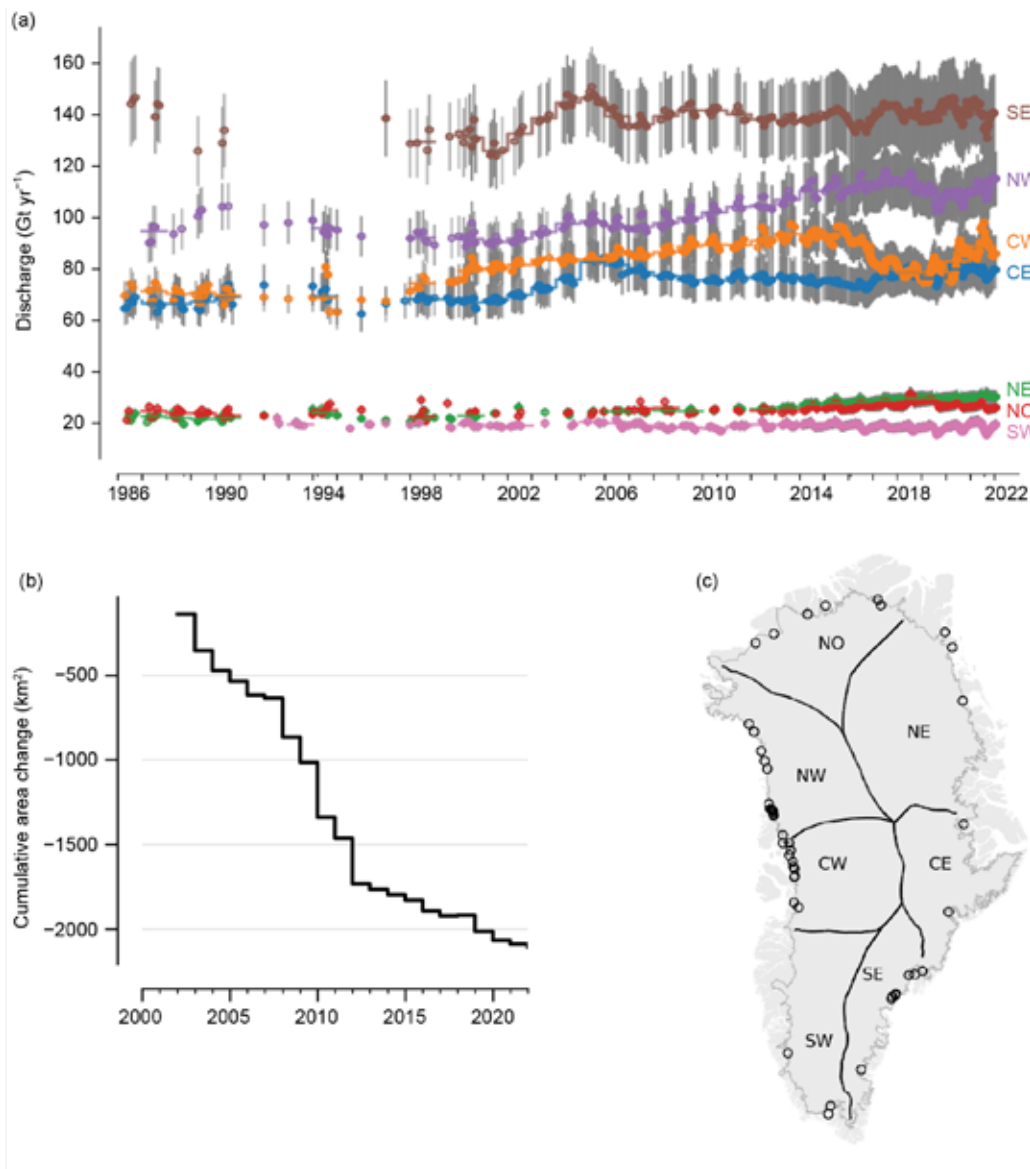 (a)
Discharge (Gt yr⁻¹)
160
140
120
100
80
60
40
20
SE
NW
CW
CE
NE
NO
SW
1986 1990 1994 1998 2002 2006 2010 2014 2018 2022
(b)
Cumulative area change (km²)
−500
−1000
−1500
−2000
2000 2005 2010 2015 2020
(c)
NO
NE
NW
CW
CE
SE
SW